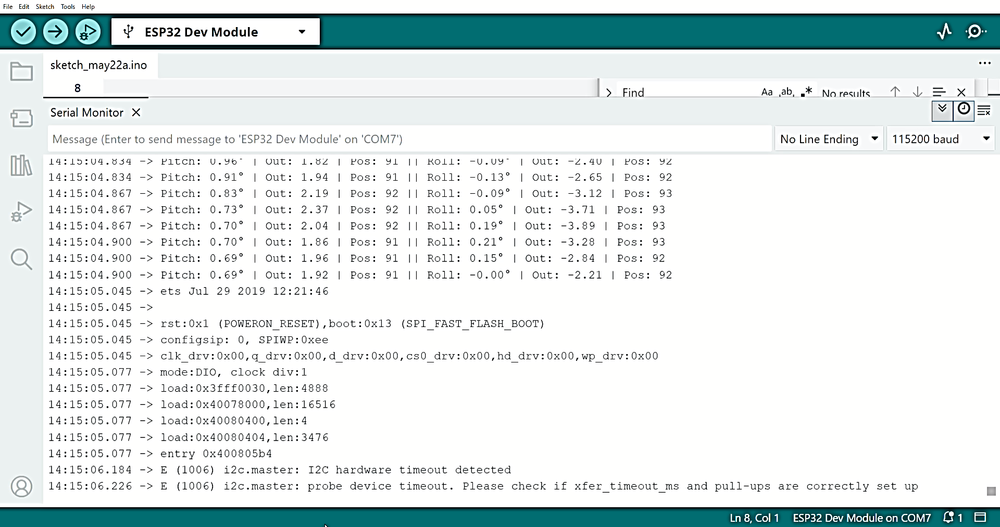 File Edit Sketch Tools Help
ESP32 Dev Module
sketch_may22a.ino
8
Find Aa ab .* No results
Serial Monitor
Message (Enter to send message to 'ESP32 Dev Module' on 'COM7') No Line Ending 115200 baud
14:15:04.834 -> Pitch: 0.96° | Out: 1.82 | Pos: 91 || Roll: -0.09° | Out: -2.40 | Pos: 92
14:15:04.834 -> Pitch: 0.91° | Out: 1.94 | Pos: 91 || Roll: -0.13° | Out: -2.65 | Pos: 92
14:15:04.867 -> Pitch: 0.83° | Out: 2.19 | Pos: 92 || Roll: -0.09° | Out: -3.12 | Pos: 93
14:15:04.867 -> Pitch: 0.73° | Out: 2.37 | Pos: 92 || Roll: 0.05° | Out: -3.71 | Pos: 93
14:15:04.867 -> Pitch: 0.70° | Out: 2.04 | Pos: 92 || Roll: 0.19° | Out: -3.89 | Pos: 93
14:15:04.900 -> Pitch: 0.70° | Out: 1.86 | Pos: 91 || Roll: 0.21° | Out: -3.28 | Pos: 93
14:15:04.900 -> Pitch: 0.69° | Out: 1.96 | Pos: 91 || Roll: 0.15° | Out: -2.84 | Pos: 92
14:15:04.900 -> Pitch: 0.69° | Out: 1.92 | Pos: 91 || Roll: -0.00° | Out: -2.21 | Pos: 92
14:15:05.045 -> ets Jul 29 2019 12:21:46
14:15:05.045 ->
14:15:05.045 -> rst:0x1 (POWERON_RESET),boot:0x13 (SPI_FAST_FLASH_BOOT)
14:15:05.045 -> configsip: 0, SPIWP:0xee
14:15:05.045 -> clk_drv:0x00,q_drv:0x00,d_drv:0x00,cs0_drv:0x00,hd_drv:0x00,wp_drv:0x00
14:15:05.077 -> mode:DIO, clock div:1
14:15:05.077 -> load:0x3fff0030,len:4888
14:15:05.077 -> load:0x40078000,len:16516
14:15:05.077 -> load:0x40080400,len:4
14:15:05.077 -> load:0x40080404,len:3476
14:15:05.077 -> entry 0x400805b4
14:15:06.184 -> E (1006) i2c.master: I2C hardware timeout detected
14:15:06.226 -> E (1006) i2c.master: probe device timeout. Please check if xfer_timeout_ms and pull-ups are correctly set up
Ln 8, Col 1 ESP32 Dev Module on COM7 1